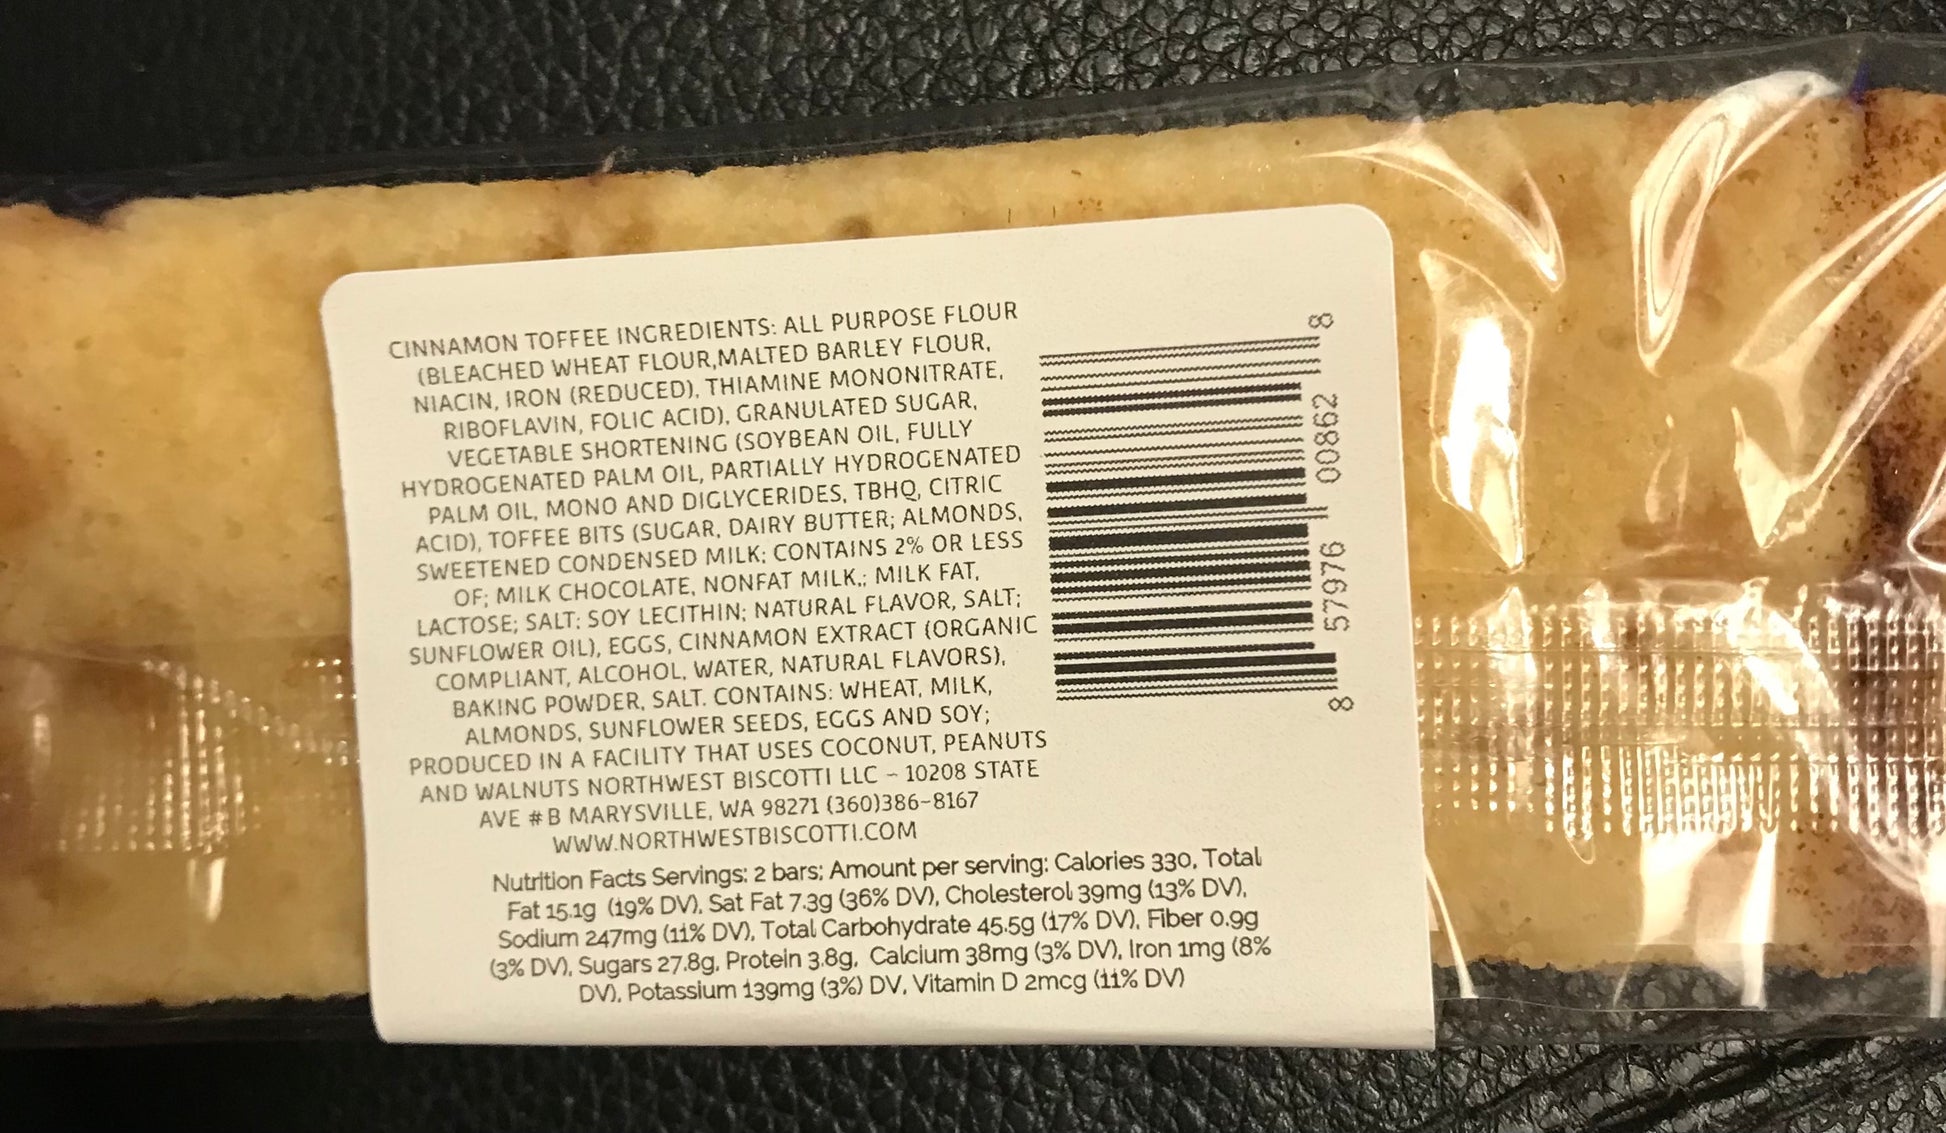 CINNAMON TOFFEE INGREDIENTS: ALL PURPOSE FLOUR
(BLEACHED WHEAT FLOUR,MALTED BARLEY FLOUR,
NIACIN, IRON (REDUCED), THIAMINE MONONITRATE,
RIBOFLAVIN, FOLIC ACID), GRANULATED SUGAR,
VEGETABLE SHORTENING (SOYBEAN OIL, FULLY
HYDROGENATED PALM OIL, PARTIALLY HYDROGENATED
PALM OIL, MONO AND DIGLYCERIDES, TBHQ, CITRIC
ACID), TOFFEE BITS (SUGAR, DAIRY BUTTER; ALMONDS,
SWEETENED CONDENSED MILK; CONTAINS 2% OR LESS
OF; MILK CHOCOLATE, NONFAT MILK,; MILK FAT,
LACTOSE; SALT; SOY LECITHIN; NATURAL FLAVOR, SALT;
SUNFLOWER OIL), EGGS, CINNAMON EXTRACT (ORGANIC
COMPLIANT, ALCOHOL, WATER, NATURAL FLAVORS),
BAKING POWDER, SALT. CONTAINS: WHEAT, MILK,
ALMONDS, SUNFLOWER SEEDS, EGGS AND SOY;
PRODUCED IN A FACILITY THAT USES COCONUT, PEANUTS
AND WALNUTS NORTHWEST BISCOTTI LLC - 10208 STATE
AVE #B MARYSVILLE, WA 98271 (360)386-8167
WWW.NORTHWESTBISCOTTI.COM
Nutrition Facts Servings: 2 bars; Amount per serving: Calories 330, Total
Fat 15.1g (19% DV), Sat Fat 7.3g (36% DV), Cholesterol 39mg (13% DV),
Sodium 247mg (11% DV), Total Carbohydrate 45.5g (17% DV), Fiber 0.9g
(3% DV), Sugars 27.8g, Protein 3.8g, Calcium 38mg (3% DV), Iron 1mg (8%
DV), Potassium 139mg (3%) DV, Vitamin D 2mcg (11% DV)
8 57976 00862 8